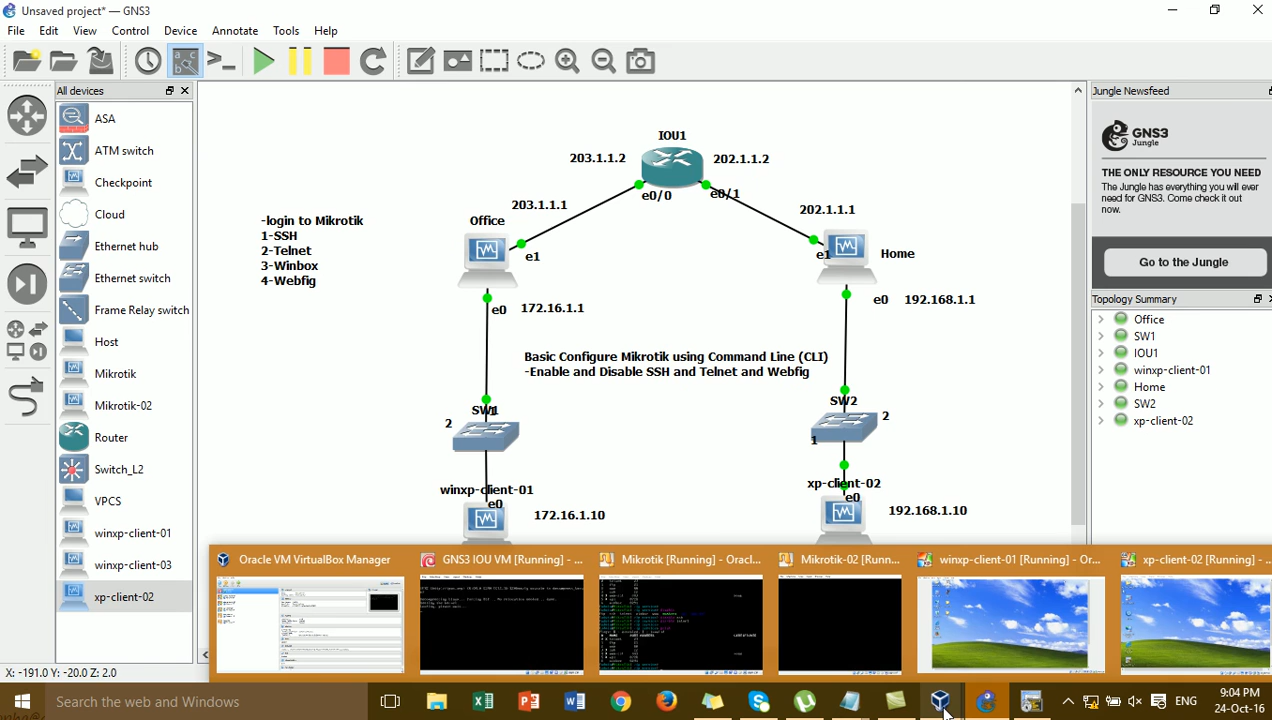 Unsaved project* — GNS3
File Edit View Control Device Annotate Tools Help
All devices
ASA
ATM switch
Checkpoint
Cloud
Ethernet hub
Ethernet switch
Frame Relay switch
Host
Mikrotik
Mikrotik-02
Router
Switch_L2
VPCS
winxp-client-01
winxp-client-03
xp-client-02
IOU1
203.1.1.2
202.1.1.2
e0/0
e0/1
203.1.1.1
202.1.1.1
-login to Mikrotik
1-SSH
2-Telnet
3-Winbox
4-Webfig
Office
e1
e1
Home
e0 172.16.1.1
e0 192.168.1.1
Basic Configure Mikrotik using Command Line (CLI)
-Enable and Disable SSH and Telnet and Webfig
SW1
1
2
SW2
2
1
winxp-client-01
e0
172.16.1.10
xp-client-02
e0
192.168.1.10
Jungle Newsfeed
GNS3
Jungle
THE ONLY RESOURCE YOU NEED
The Jungle has everything you will ever
need for GNS3. Come check it out
now.
Go to the Jungle
Topology Summary
Office
SW1
IOU1
winxp-client-01
Home
SW2
xp-client-02
Oracle VM VirtualBox Manager
GNS3 IOU VM [Running] - ...
Mikrotik [Running] - Oracl...
Mikrotik-02 [Runn...
winxp-client-01 [Running] - Or...
xp-client-02 [Running] - Orac...
X: -191.0 Y: -20.0 Z: 2.0
Search the web and Windows
ENG
9:04 PM
24-Oct-16